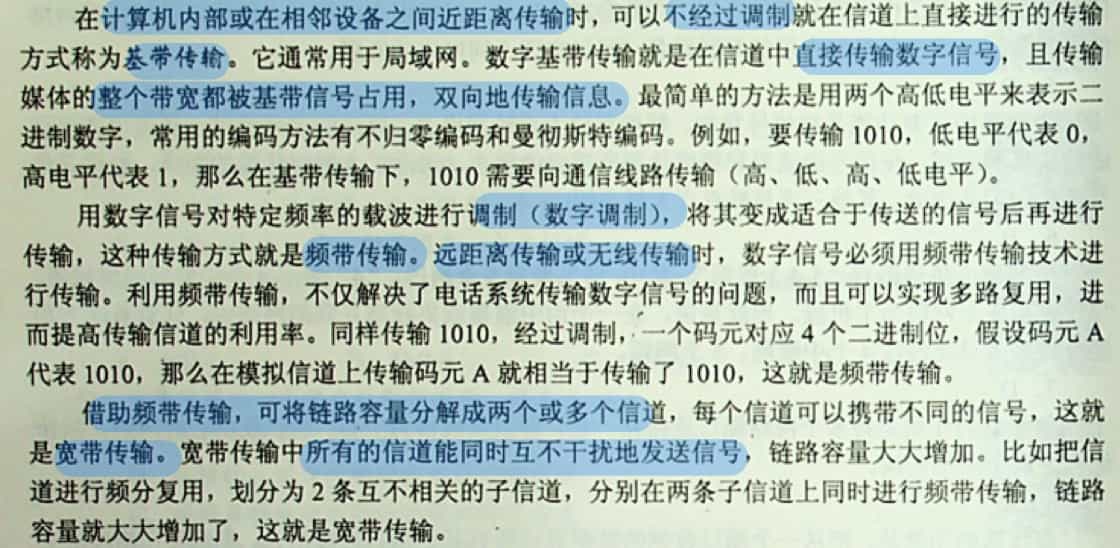 在计算机内部或在相邻设备之间近距离传输时，可以不经过调制就在信道上直接进行的传输
方式称为基带传输。它通常用于局域网。数字基带传输就是在信道中直接传输数字信号，且传输
媒体的整个带宽都被基带信号占用，双向地传输信息。最简单的方法是用两个高低电平来表示二
进制数字，常用的编码方法有不归零编码和曼彻斯特编码。例如，要传输1010，低电平代表0，
高电平代表1，那么在基带传输下，1010需要向通信线路传输（高、低、高、低电平）。
用数字信号对特定频率的载波进行调制（数字调制），将其变成适合于传送的信号后再进行
传输，这种传输方式就是频带传输。远距离传输或无线传输时，数字信号必须用频带传输技术进
行传输。利用频带传输，不仅解决了电话系统传输数字信号的问题，而且可以实现多路复用，进
而提高传输信道的利用率。同样传输1010，经过调制，一个码元对应4个二进制位，假设码元A
代表1010，那么在模拟信道上传输码元A就相当于传输了1010，这就是频带传输。
借助频带传输，可将链路容量分解成两个或多个信道，每个信道可以携带不同的信号，这就
是宽带传输。宽带传输中所有的信道能同时互不干扰地发送信号，链路容量大大增加。比如把信
道进行频分复用，划分为2条互不相关的子信道，分别在两条子信道上同时进行频带传输，链路
容量就大大增加了，这就是宽带传输。